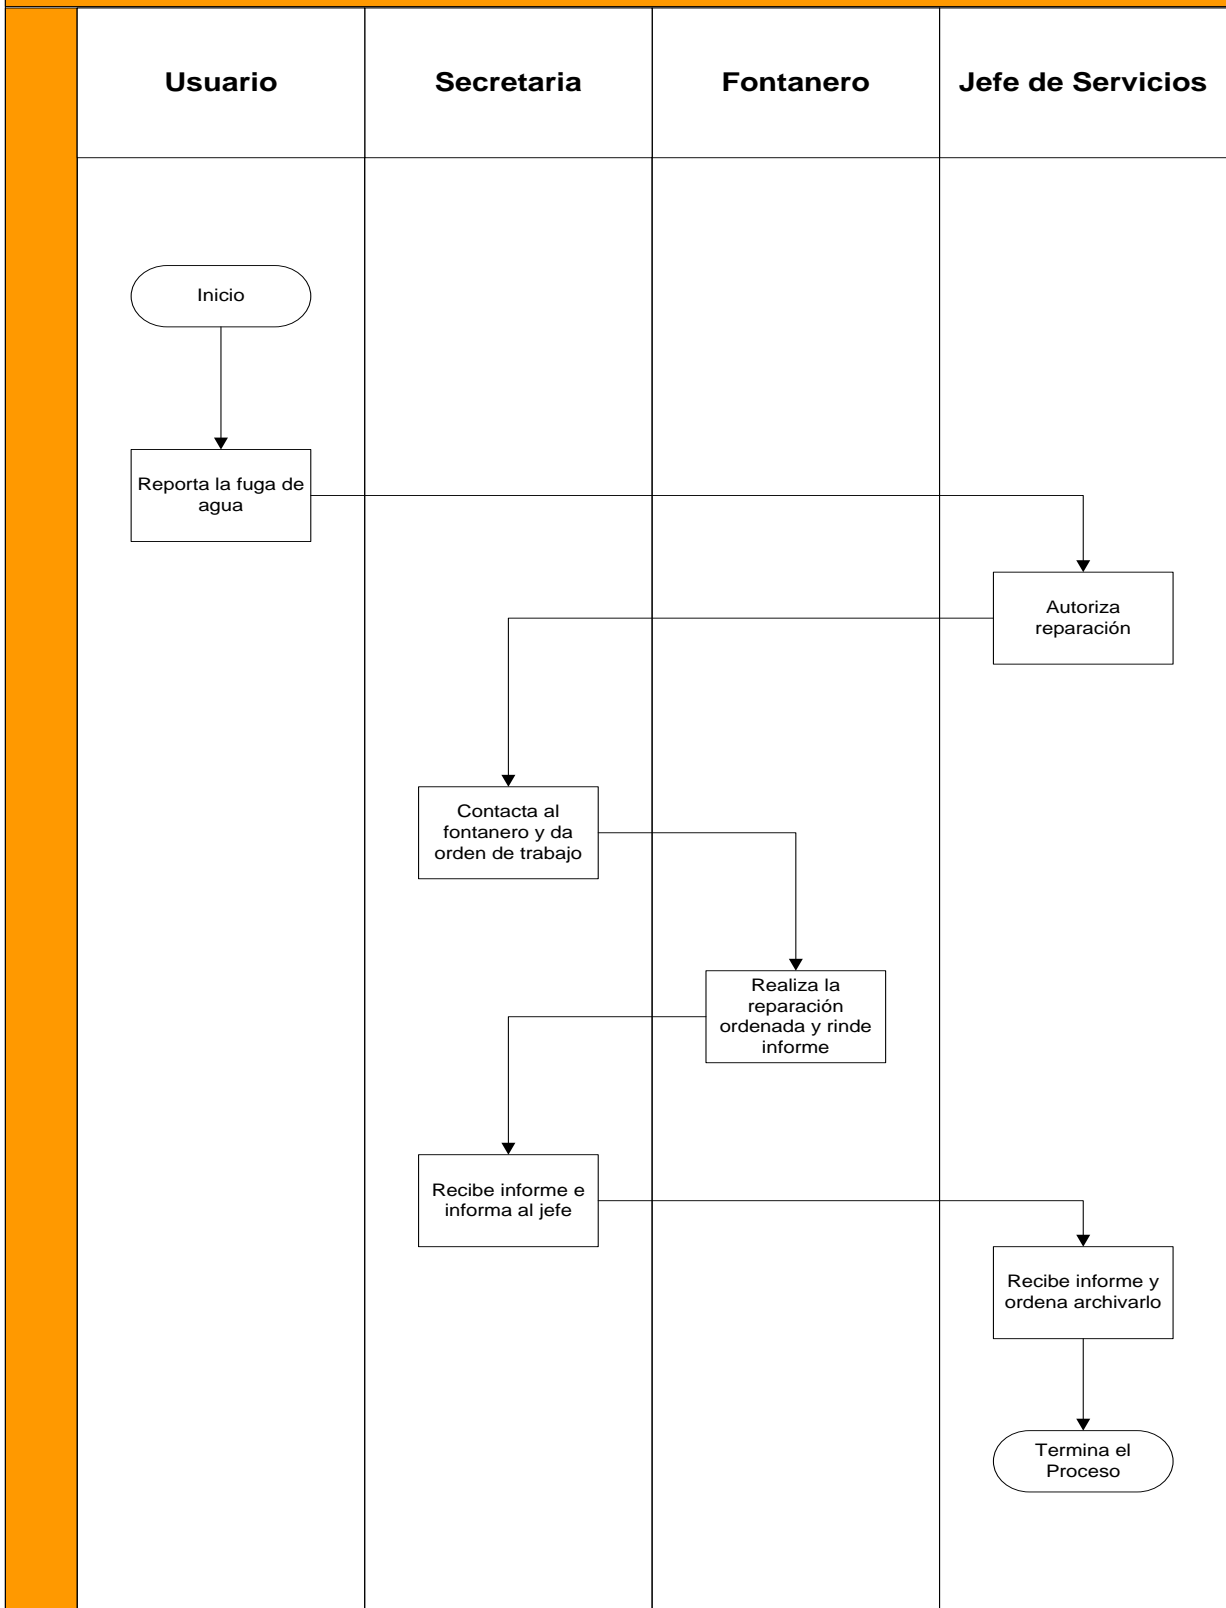 Usuario
Secretaria
Fontanero
Jefe de Servicios
Inicio
Reporta la fuga de
agua
Autoriza
reparación
Contacta al
fontanero y da
orden de trabajo
Realiza la
reparación
ordenada y rinde
informe
Recibe informe e
informa al jefe
Recibe informe y
ordena archivarlo
Termina el
Proceso